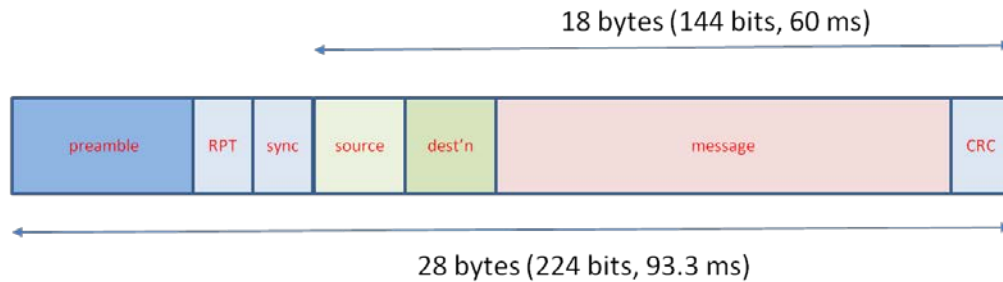 18 bytes (144 bits, 60 ms)
preamble RPT sync source dest'n message CRC
28 bytes (224 bits, 93.3 ms)